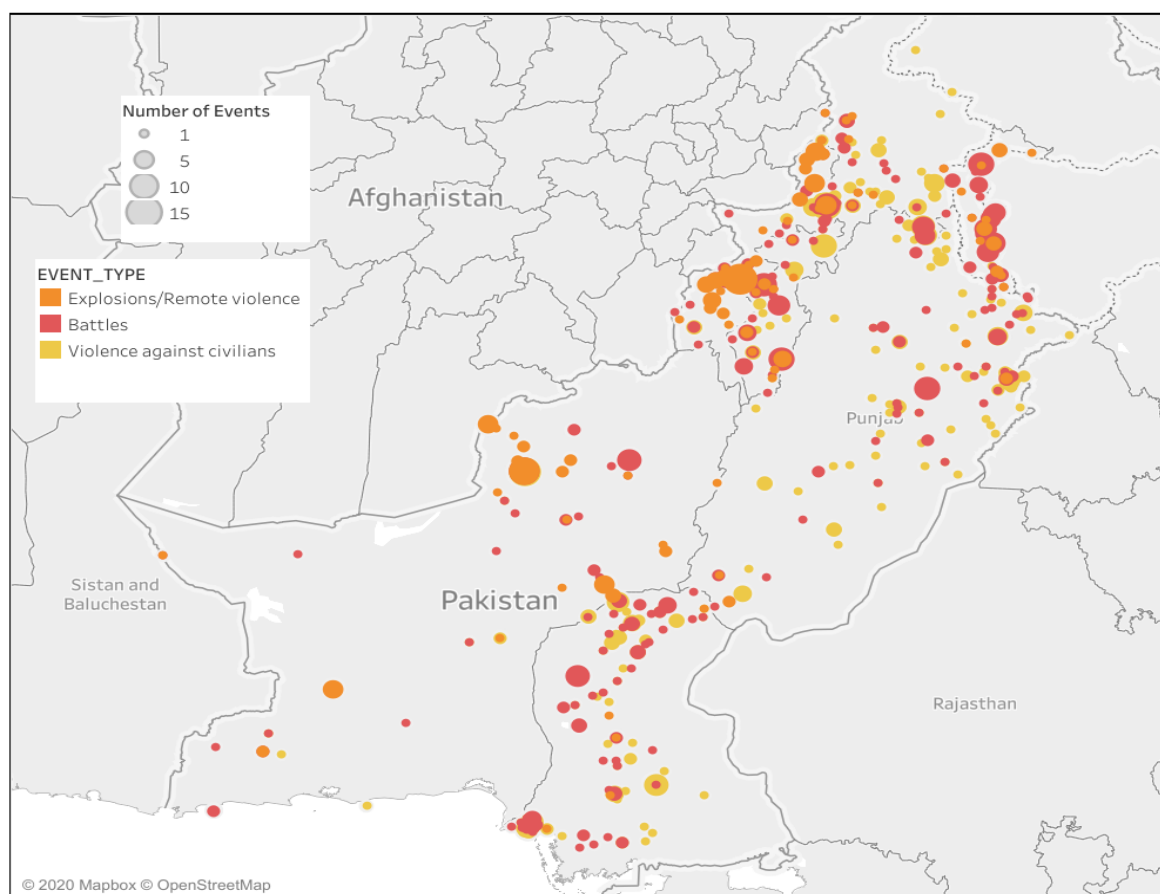 Number of Events
1
5
10
15
Afghanistan
EVENT_TYPE
Explosions/Remote violence
Battles
Violence against civilians
Punjab
Sistan and
Baluchestan
Pakistan
Rajasthan
© 2020 Mapbox © OpenStreetMap